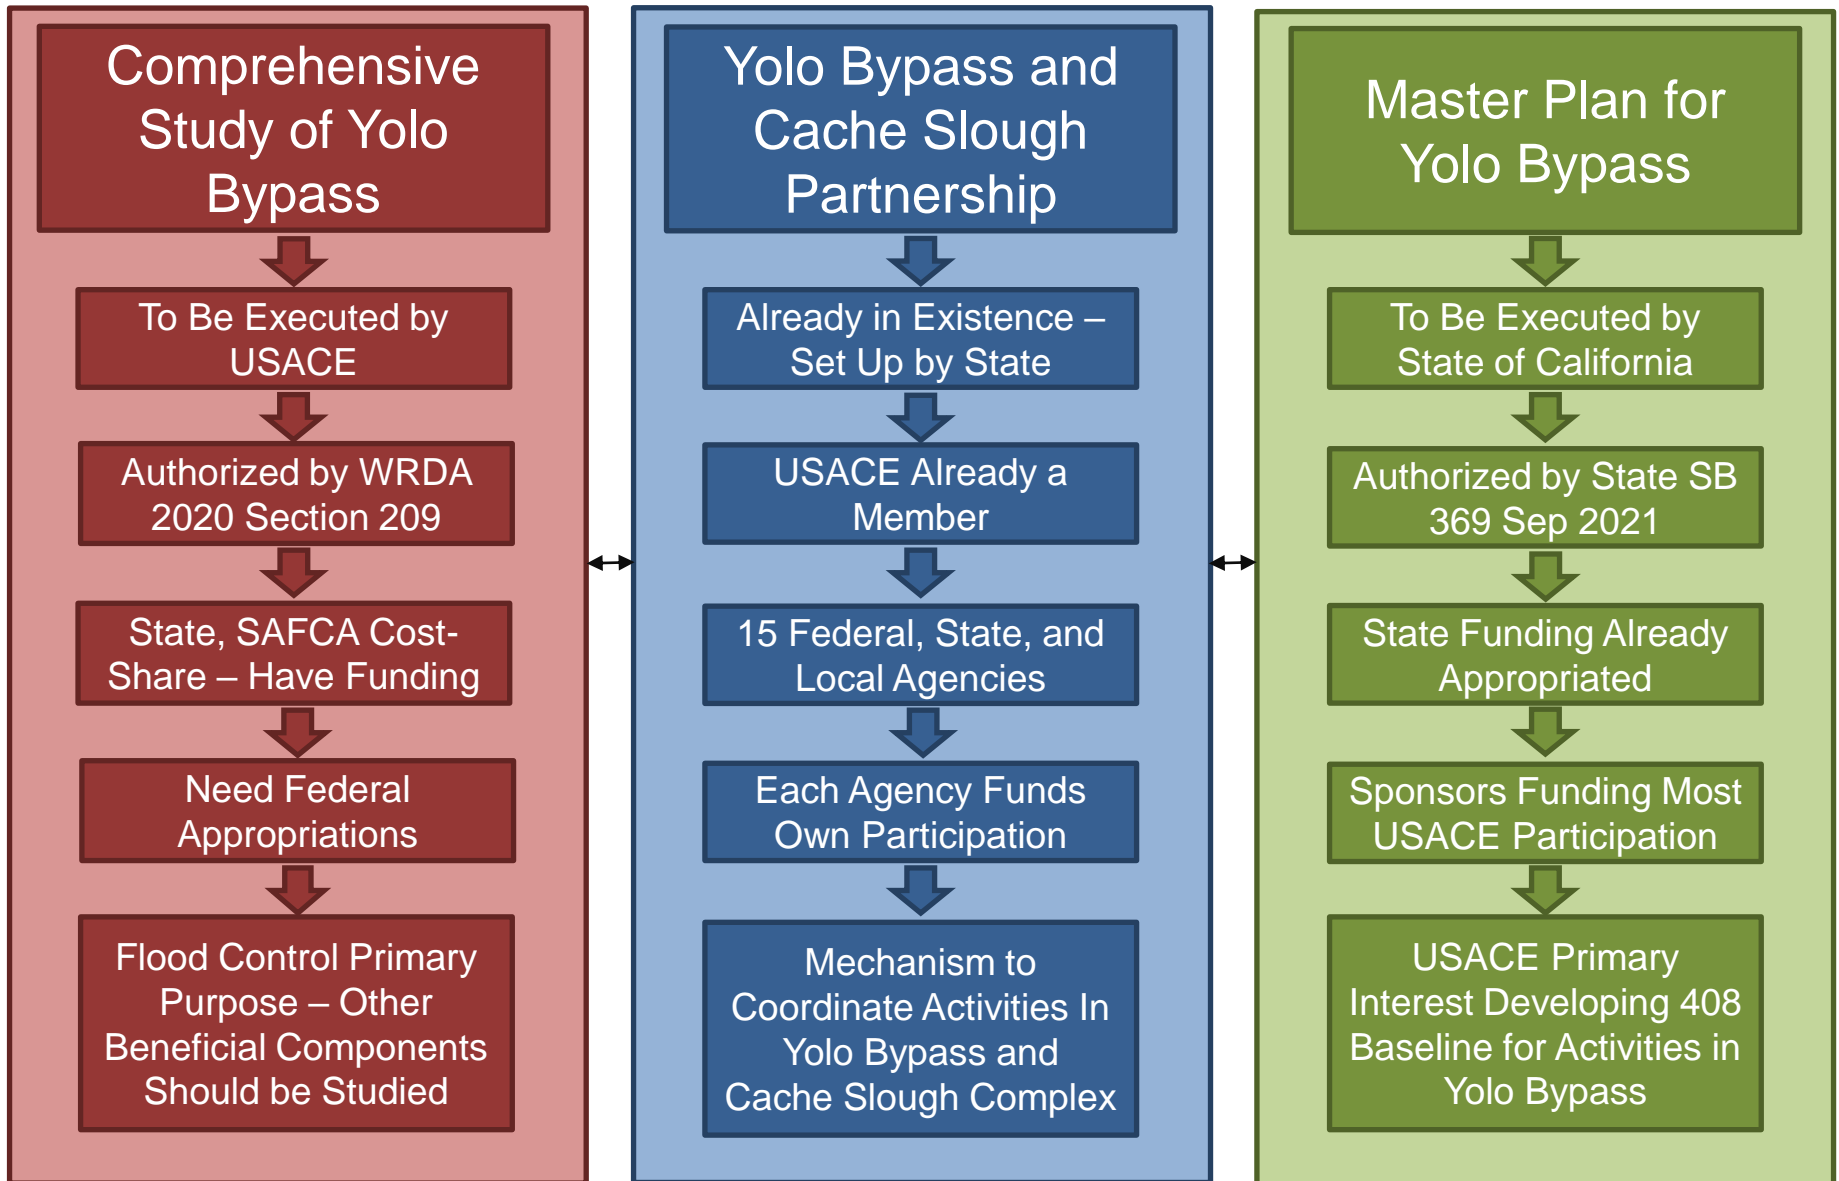 Comprehensive
Study of Yolo
Bypass
To Be Executed by
USACE
Authorized by WRDA
2020 Section 209
State, SAFCA Cost-
Share – Have Funding
Need Federal
Appropriations
Flood Control Primary
Purpose – Other
Beneficial Components
Should be Studied
Yolo Bypass and
Cache Slough
Partnership
Already in Existence –
Set Up by State
USACE Already a
Member
15 Federal, State, and
Local Agencies
Each Agency Funds
Own Participation
Mechanism to
Coordinate Activities In
Yolo Bypass and
Cache Slough Complex
Master Plan for
Yolo Bypass
To Be Executed by
State of California
Authorized by State SB
369 Sep 2021
State Funding Already
Appropriated
Sponsors Funding Most
USACE Participation
USACE Primary
Interest Developing 408
Baseline for Activities in
Yolo Bypass